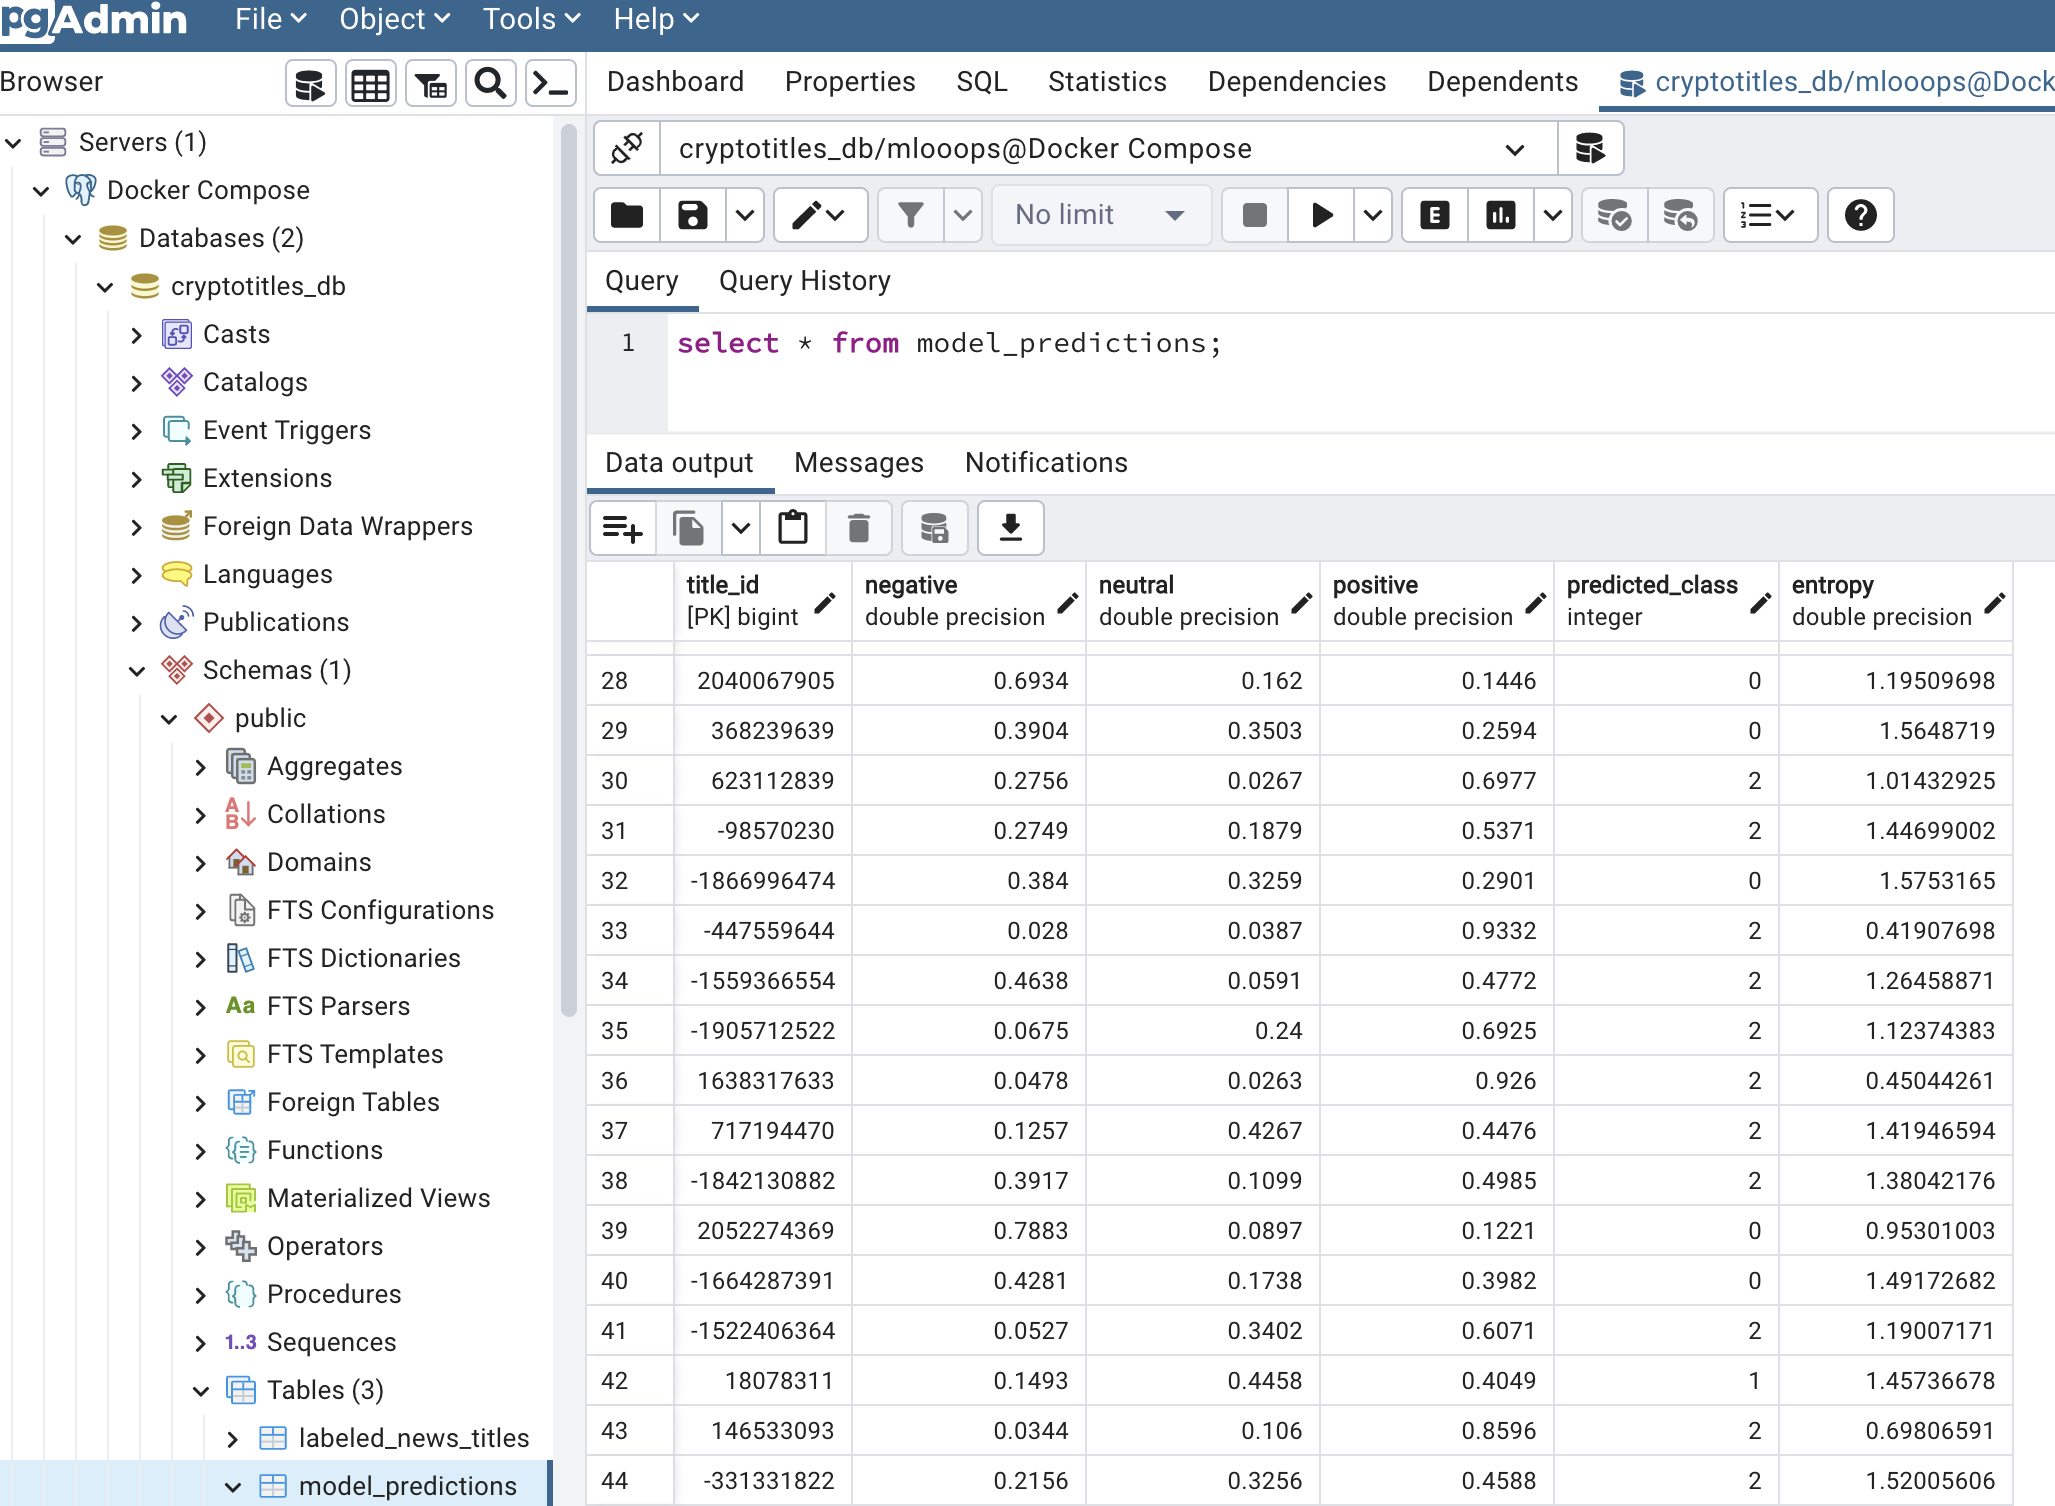 pgAdmin File Object Tools Help
Browser
Dashboard Properties SQL Statistics Dependencies Dependents cryptotitles_db/mlooops@Dock
Servers (1)
Docker Compose
Databases (2)
cryptotitles_db
Casts
Catalogs
Event Triggers
Extensions
Foreign Data Wrappers
Languages
Publications
Schemas (1)
public
Aggregates
Collations
Domains
FTS Configurations
FTS Dictionaries
Aa FTS Parsers
FTS Templates
Foreign Tables
Functions
Materialized Views
Operators
Procedures
1..3 Sequences
Tables (3)
labeled_news_titles
model_predictions
cryptotitles_db/mlooops@Docker Compose
No limit E
Query Query History
1 select * from model_predictions;
Data output Messages Notifications
title_id negative neutral positive predicted_class entropy
[PK] bigint double precision double precision double precision integer double precision
28 2040067905 0.6934 0.162 0.1446 0 1.19509698
29 368239639 0.3904 0.3503 0.2594 0 1.5648719
30 623112839 0.2756 0.0267 0.6977 2 1.01432925
31 -98570230 0.2749 0.1879 0.5371 2 1.44699002
32 -1866996474 0.384 0.3259 0.2901 0 1.5753165
33 -447559644 0.028 0.0387 0.9332 2 0.41907698
34 -1559366554 0.4638 0.0591 0.4772 2 1.26458871
35 -1905712522 0.0675 0.24 0.6925 2 1.12374383
36 1638317633 0.0478 0.0263 0.926 2 0.45044261
37 717194470 0.1257 0.4267 0.4476 2 1.41946594
38 -1842130882 0.3917 0.1099 0.4985 2 1.38042176
39 2052274369 0.7883 0.0897 0.1221 0 0.95301003
40 -1664287391 0.4281 0.1738 0.3982 0 1.49172682
41 -1522406364 0.0527 0.3402 0.6071 2 1.19007171
42 18078311 0.1493 0.4458 0.4049 1 1.45736678
43 146533093 0.0344 0.106 0.8596 2 0.69806591
44 -331331822 0.2156 0.3256 0.4588 2 1.52005606